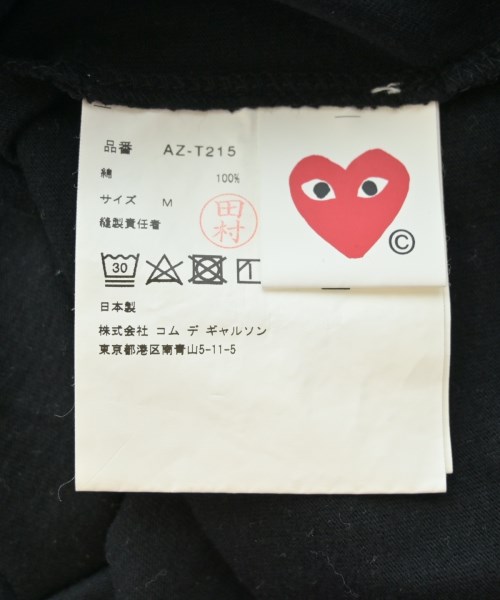 品番 AZ-T215
綿 100%
サイズ M
縫製責任者
田村
30
日本製
株式会社 コム デ ギャルソン
東京都港区南青山5-11-5
©